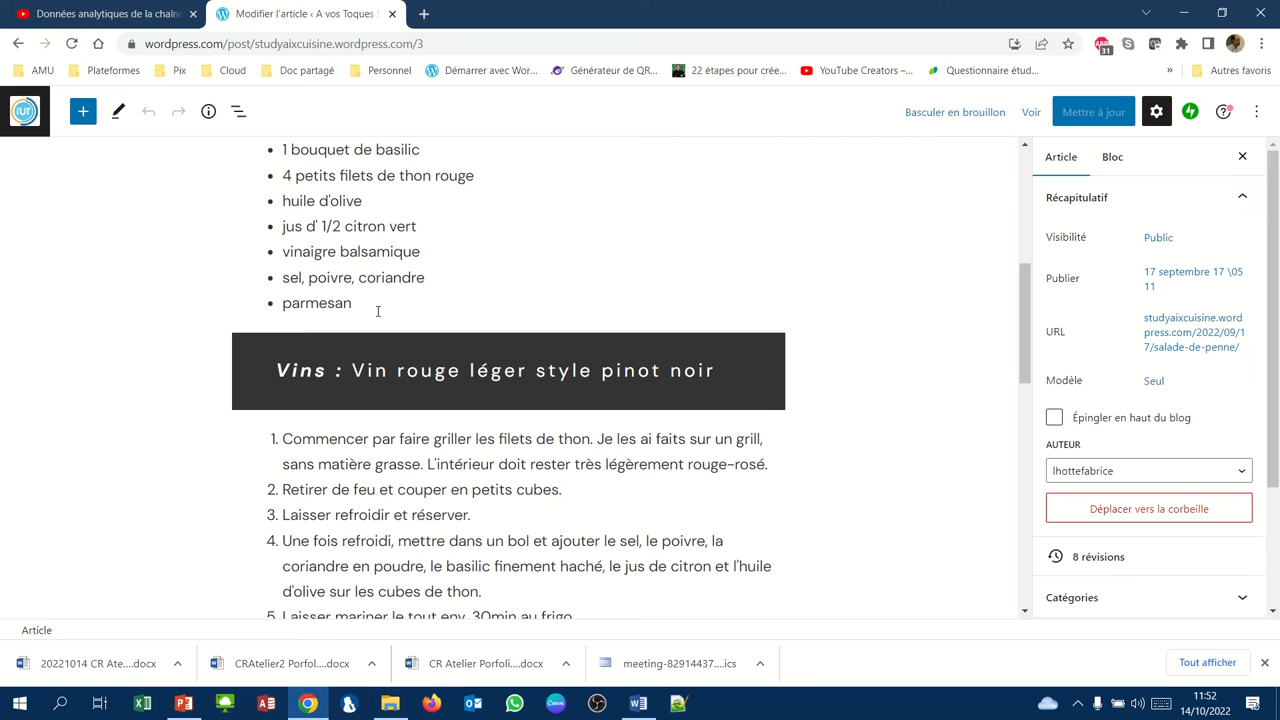 Données analytiques de la chaîne
Modifier l'article ‹ A vos Toques !
wordpress.com/post/studyaixcuisine.wordpress.com/3
31
AMU
Plateformes
Pix
Cloud
Doc partagé
Personnel
Démarrer avec Wor...
Générateur de QR...
22 étapes pour crée...
YouTube Creators –...
Questionnaire étud...
»
Autres favoris
iUT
Basculer en brouillon
Voir
Mettre à jour
1 bouquet de basilic
4 petits filets de thon rouge
huile d'olive
jus d' 1/2 citron vert
vinaigre balsamique
sel, poivre, coriandre
parmesan
Vins : Vin rouge léger style pinot noir
1. Commencer par faire griller les filets de thon. Je les ai faits sur un grill,
sans matière grasse. L'intérieur doit rester très légèrement rouge-rosé.
2. Retirer de feu et couper en petits cubes.
3. Laisser refroidir et réserver.
4. Une fois refroidi, mettre dans un bol et ajouter le sel, le poivre, la
coriandre en poudre, le basilic finement haché, le jus de citron et l'huile
d'olive sur les cubes de thon.
5. Laisser mariner le tout env. 30min au frigo
Article
Bloc
Récapitulatif
Visibilité
Public
Publier
17 septembre 17 \05
11
URL
studyaixcuisine.word
press.com/2022/09/1
7/salade-de-penne/
Modèle
Seul
Épingler en haut du blog
AUTEUR
lhottefabrice
Déplacer vers la corbeille
8 révisions
Catégories
Article
20221014 CR Ate....docx
CRAtelier2 Porfol....docx
CR Atelier Porfoli....docx
meeting-82914437....ics
Tout afficher
11:52
14/10/2022